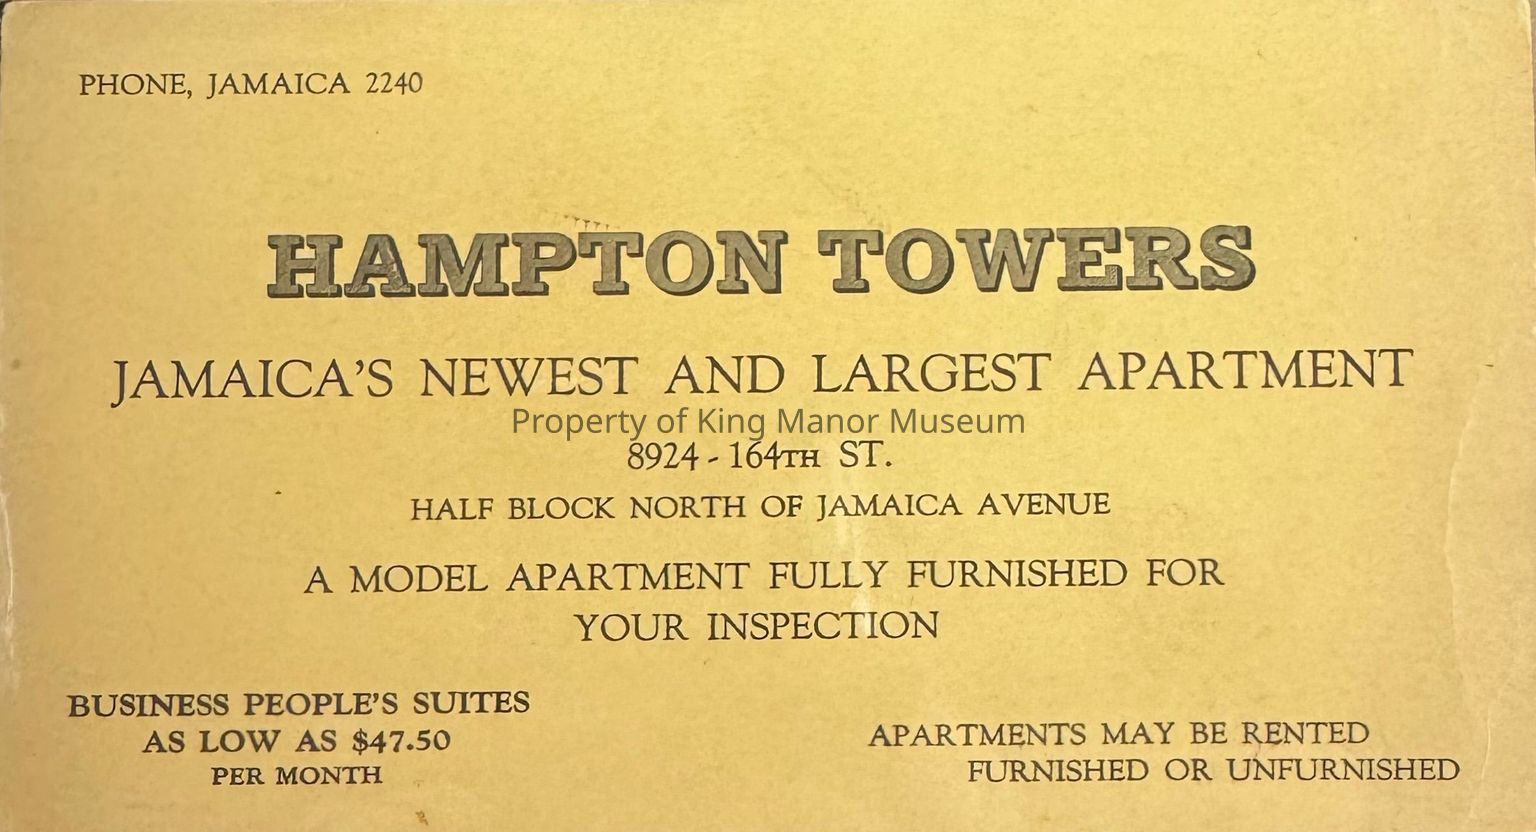 PHONE, JAMAICA 2240
HAMPTON TOWERS
JAMAICA'S NEWEST AND LARGEST APARTMENT
Property of King Manor Museum
8924 - 164TH ST.
HALF BLOCK NORTH OF JAMAICA AVENUE
A MODEL APARTMENT FULLY FURNISHED FOR
YOUR INSPECTION
BUSINESS PEOPLE'S SUITES
AS LOW AS $47.50
PER MONTH
APARTMENTS MAY BE RENTED
FURNISHED OR UNFURNISHED